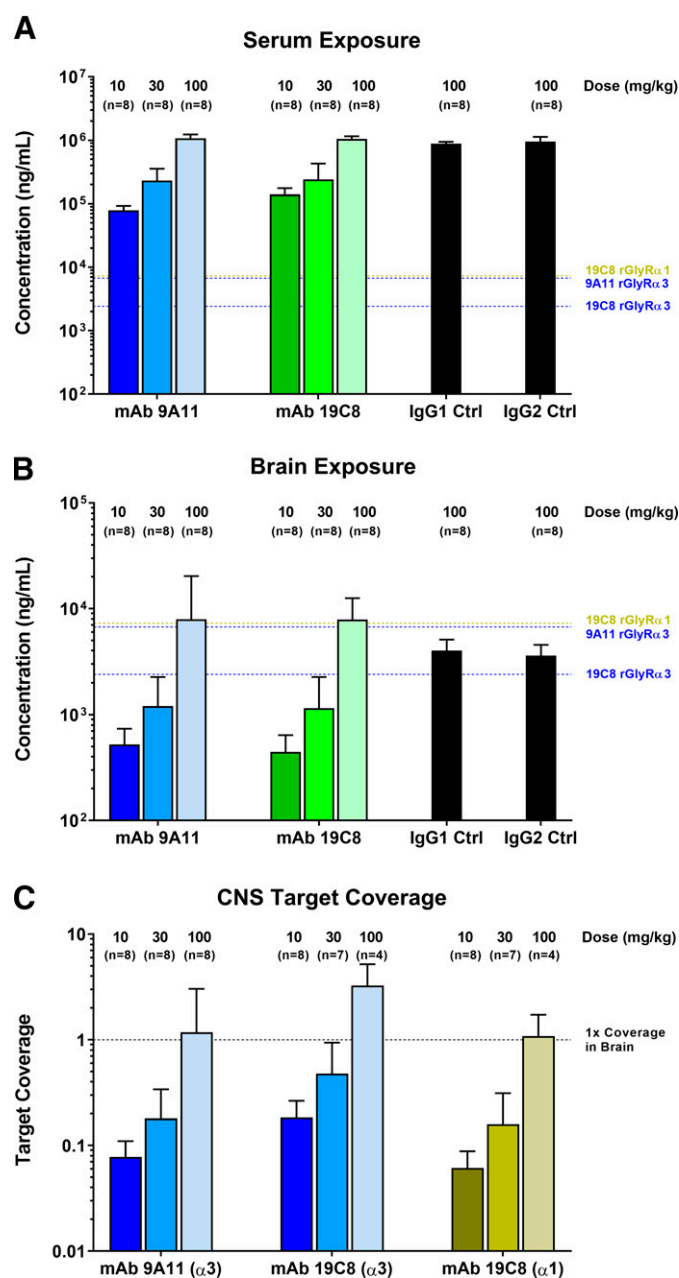 A
Serum Exposure
10 30 100 10 30 100 100 100 Dose (mg/kg)
(n=8) (n=8) (n=8) (n=8) (n=8) (n=8) (n=8) (n=8)
Concentration (ng/mL)
10⁷
10⁶
10⁵
10⁴
10³
10²
19C8 rGlyRα1
9A11 rGlyRα3
19C8 rGlyRα3
mAb 9A11 mAb 19C8 IgG1 Ctrl IgG2 Ctrl
B
Brain Exposure
10 30 100 10 30 100 100 100 Dose (mg/kg)
(n=8) (n=8) (n=8) (n=8) (n=8) (n=8) (n=8) (n=8)
Concentration (ng/mL)
10⁵
10⁴
10³
10²
19C8 rGlyRα1
9A11 rGlyRα3
19C8 rGlyRα3
mAb 9A11 mAb 19C8 IgG1 Ctrl IgG2 Ctrl
C
CNS Target Coverage
10 30 100 10 30 100 10 30 100 Dose (mg/kg)
(n=8) (n=8) (n=8) (n=8) (n=7) (n=4) (n=8) (n=7) (n=4)
Target Coverage
10
1
0.1
0.01
1x Coverage
in Brain
mAb 9A11 (α3) mAb 19C8 (α3) mAb 19C8 (α1)